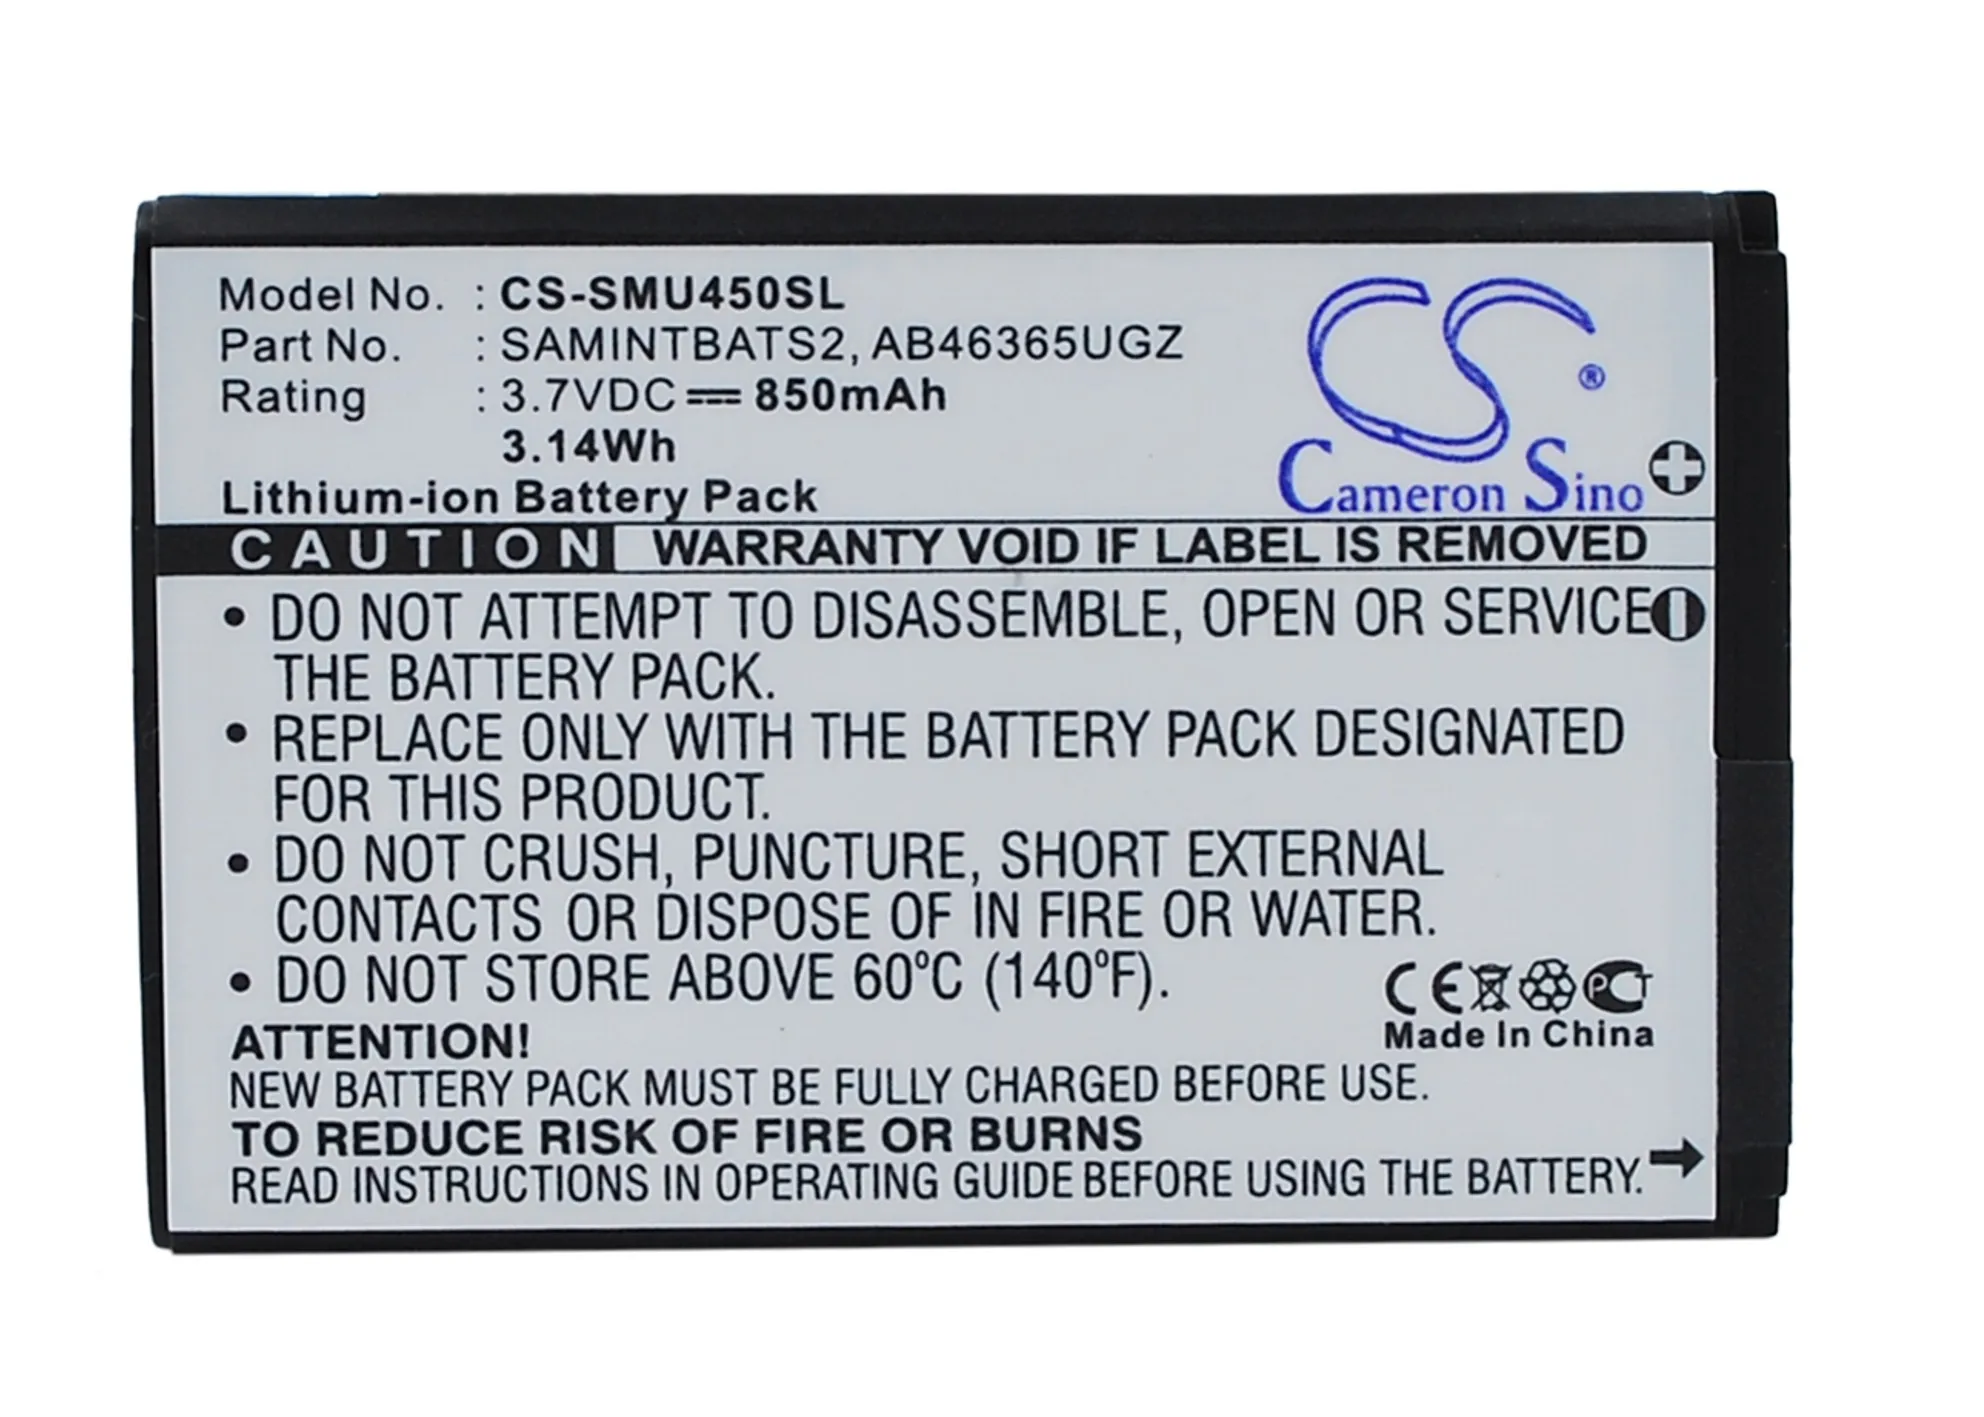 Model No. : CS-SMU450SL
Part No. : SAMINTBATS2, AB46365UGZ
Rating : 3.7VDC 850mAh
3.14Wh
Lithium-ion Battery Pack
CS ®
Cameron Sino
CAUTION WARRANTY VOID IF LABEL IS REMOVED
• DO NOT ATTEMPT TO DISASSEMBLE, OPEN OR SERVICE
THE BATTERY PACK.
• REPLACE ONLY WITH THE BATTERY PACK DESIGNATED
FOR THIS PRODUCT.
• DO NOT CRUSH, PUNCTURE, SHORT EXTERNAL
CONTACTS OR DISPOSE OF IN FIRE OR WATER.
• DO NOT STORE ABOVE 60ºC (140ºF).
CE PCT
Made In China
ATTENTION!
NEW BATTERY PACK MUST BE FULLY CHARGED BEFORE USE.
TO REDUCE RISK OF FIRE OR BURNS
READ INSTRUCTIONS IN OPERATING GUIDE BEFORE USING THE BATTERY.